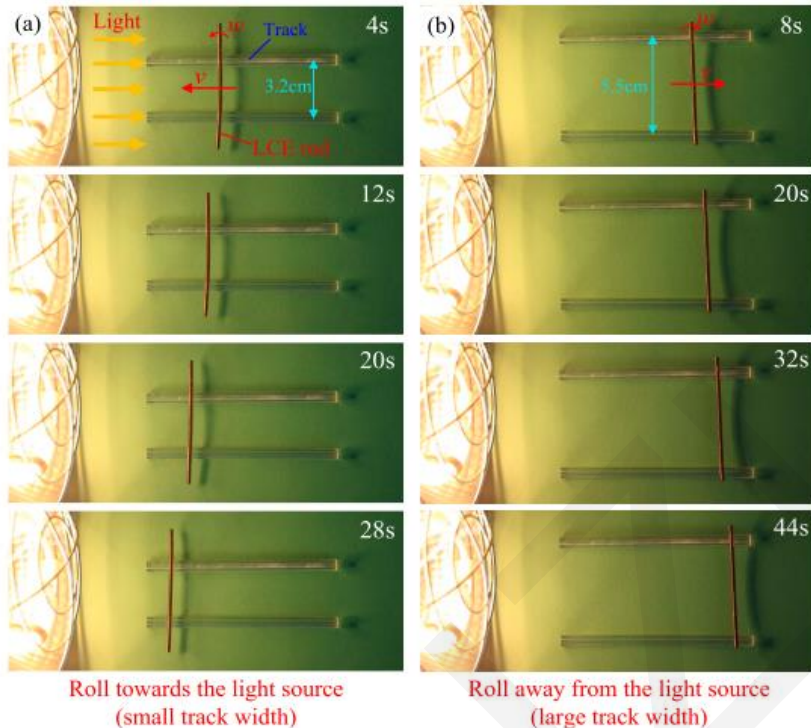 (a)
Light
w
Track
4s
3.2cm
v
LCE rod
12s
20s
28s
Roll towards the light source
(small track width)
(b)
w
8s
5.5cm
v
20s
32s
44s
Roll away from the light source
(large track width)